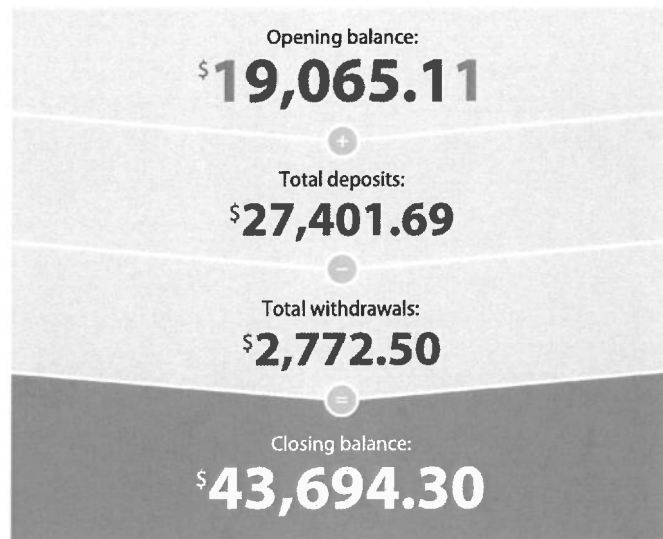 Opening balance:
$19,065.11
+
Total deposits:
$27,401.69
−
Total withdrawals:
$2,772.50
=
Closing balance:
$43,694.30